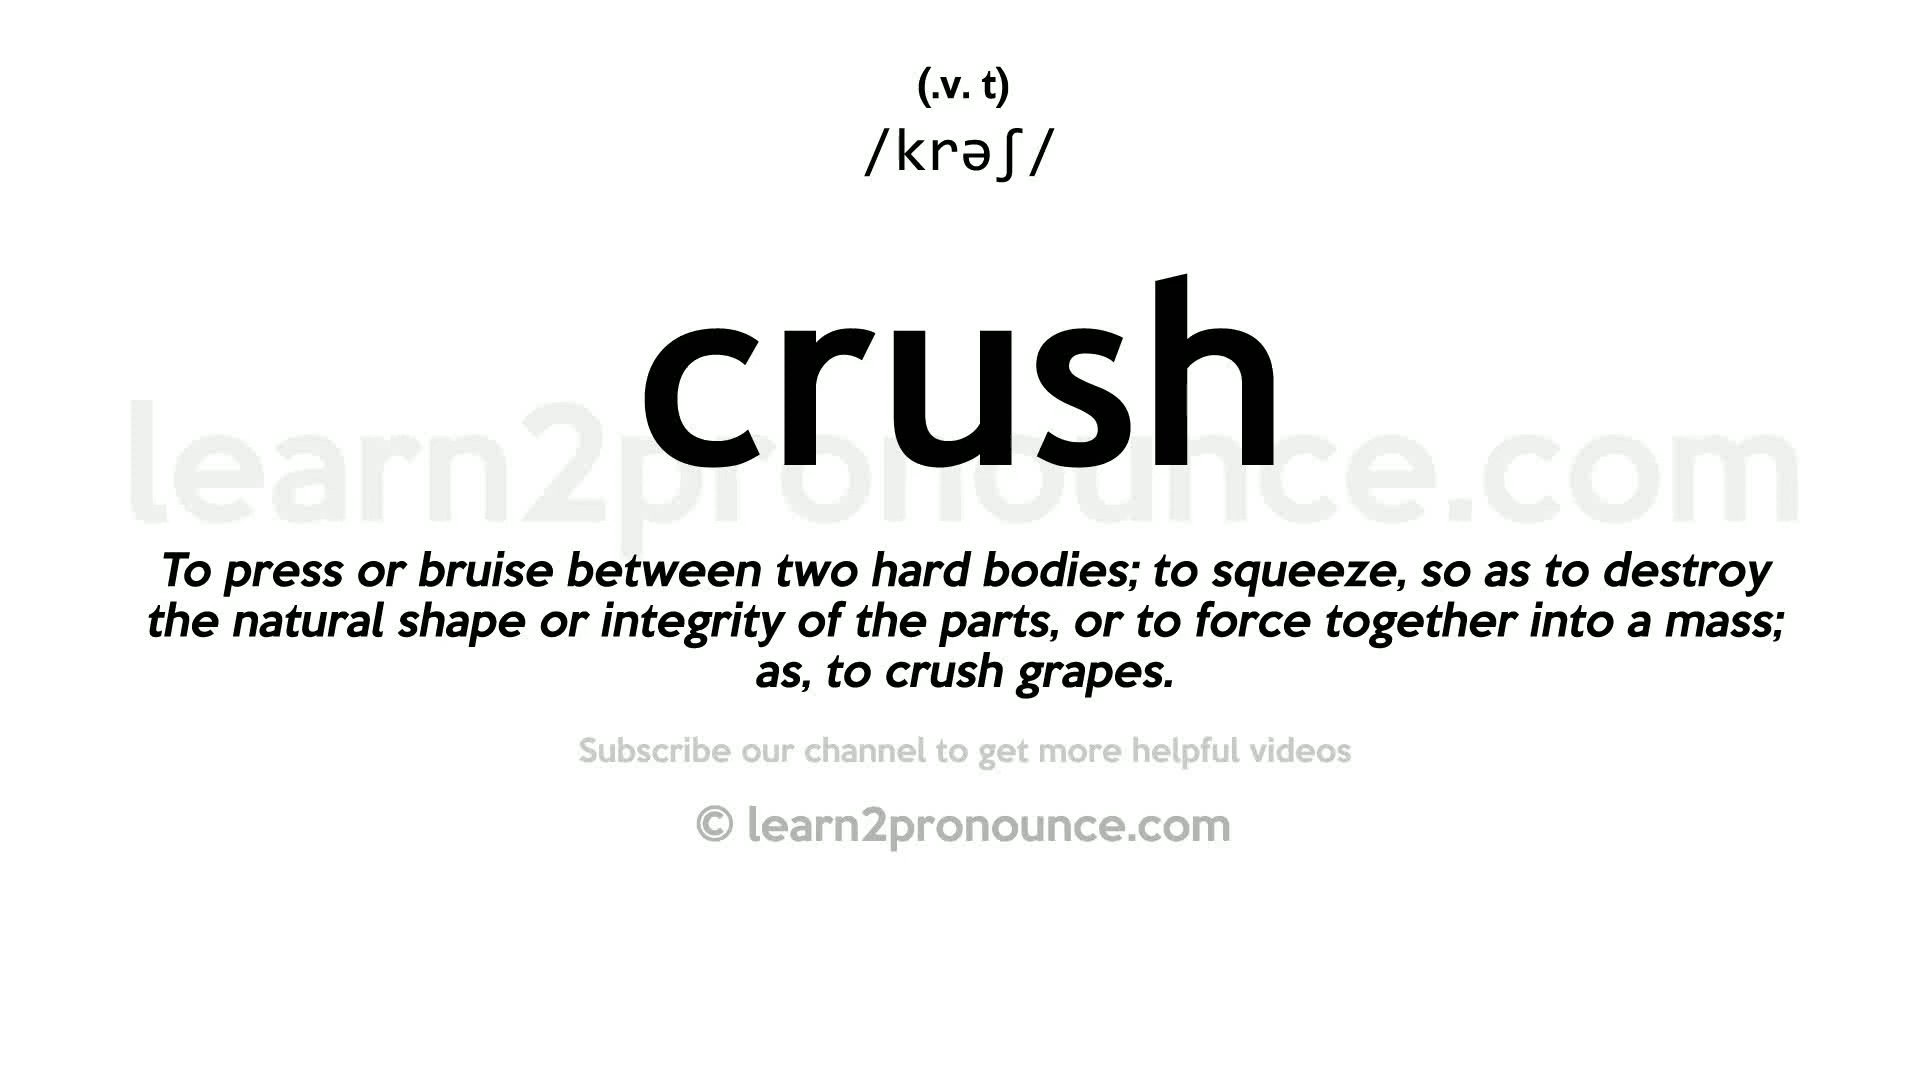 (.v. t)
/krəʃ/
crush
learn2pronounce.com
To press or bruise between two hard bodies; to squeeze, so as to destroy
the natural shape or integrity of the parts, or to force together into a mass;
as, to crush grapes.
Subscribe our channel to get more helpful videos
© learn2pronounce.com